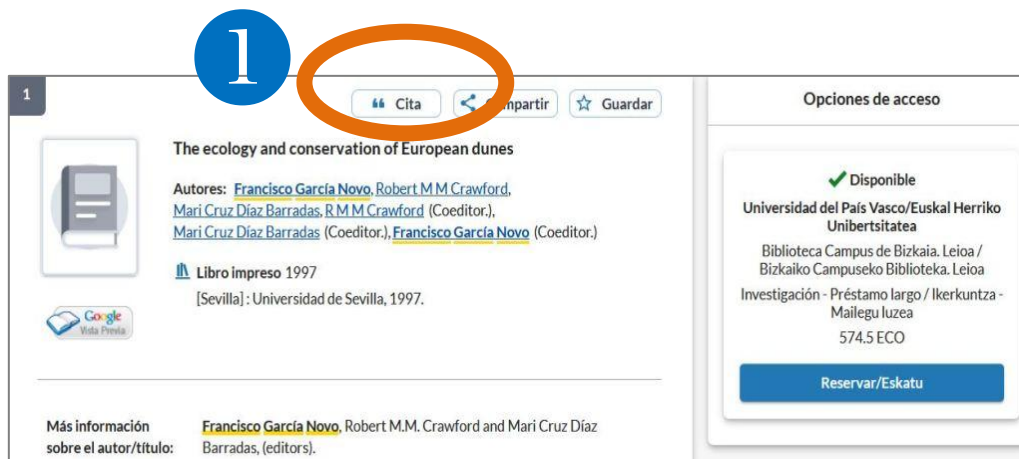 1
1
Cita
Compartir
Guardar
The ecology and conservation of European dunes
Autores: Francisco García Novo, Robert M M Crawford,
Mari Cruz Díaz Barradas, R M M Crawford (Coeditor.),
Mari Cruz Díaz Barradas (Coeditor.), Francisco García Novo (Coeditor.)
Libro impreso 1997
[Sevilla] : Universidad de Sevilla, 1997.
Google
Vista Previa
Más información
sobre el autor/título:
Francisco García Novo, Robert M.M. Crawford and Mari Cruz Díaz
Barradas, (editors).
Opciones de acceso
Disponible
Universidad del País Vasco/Euskal Herriko
Unibertsitatea
Biblioteca Campus de Bizkaia. Leioa /
Bizkaiko Campuseko Biblioteka. Leioa
Investigación - Préstamo largo / Ikerkuntza -
Mailegu luzea
574.5 ECO
Reservar/Eskatu